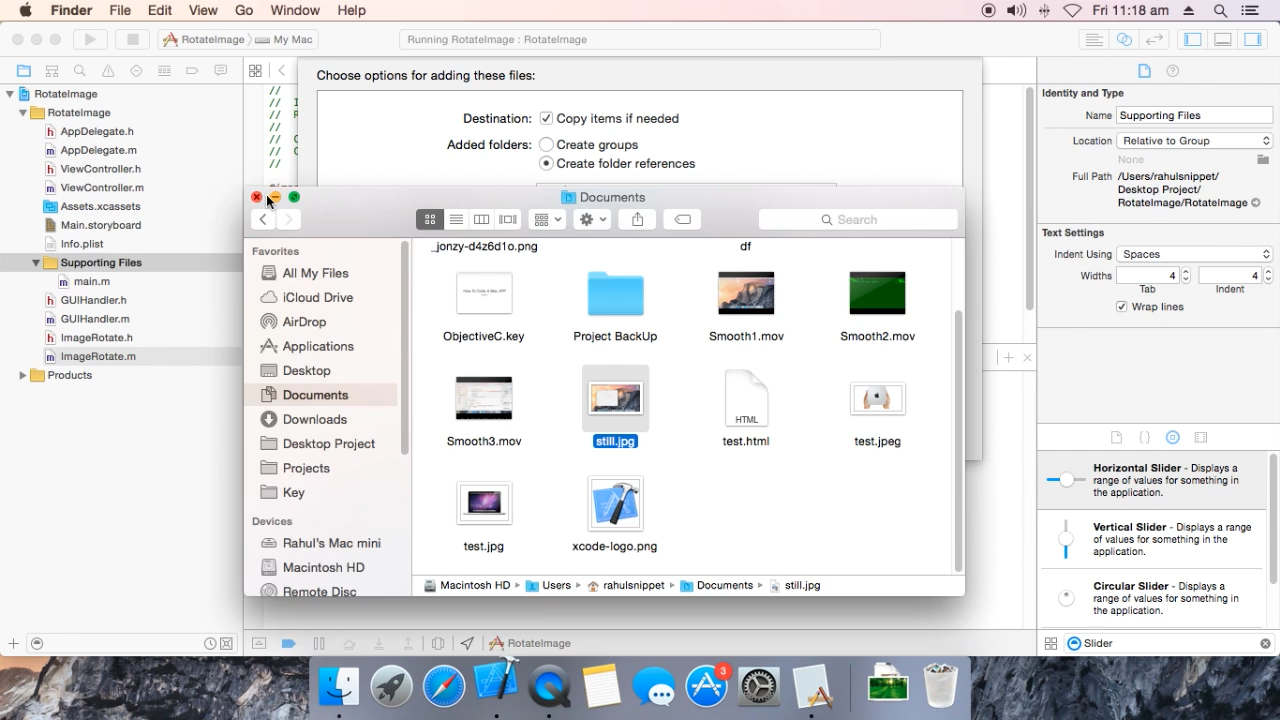 Finder File Edit View Go Window Help Fri 11:18 am
RotateImage My Mac Running RotateImage : RotateImage
RotateImage
RotateImage
AppDelegate.h
AppDelegate.m
ViewController.h
ViewController.m
Assets.xcassets
Main.storyboard
Info.plist
Supporting Files
main.m
GUIHandler.h
GUIHandler.m
ImageRotate.h
ImageRotate.m
Products
//
//
//
//
//
//
Choose options for adding these files:
Destination: Copy items if needed
Added folders: Create groups
Create folder references
Documents
Search
Favorites
All My Files
iCloud Drive
AirDrop
Applications
Desktop
Documents
Downloads
Desktop Project
Projects
Key
Devices
Rahul's Mac mini
Macintosh HD
Remote Disc
_jonzy-d4z6d1o.png df
ObjectiveC.key Project BackUp Smooth1.mov Smooth2.mov
HTML
Smooth3.mov still.jpg test.html test.jpeg
test.jpg xcode-logo.png
Macintosh HD Users rahulsnippet Documents still.jpg
Identity and Type
Name Supporting Files
Location Relative to Group
None
Full Path /Users/rahulsnippet/
Desktop Project/
RotateImage/RotateImage
Text Settings
Indent Using Spaces
Widths 4 4
Tab Indent
Wrap lines
Horizontal Slider - Displays a
range of values for something in
the application.
Vertical Slider - Displays a range
of values for something in the
application.
Circular Slider - Displays a
range of values for something in
the application.
RotateImage
Slider
3